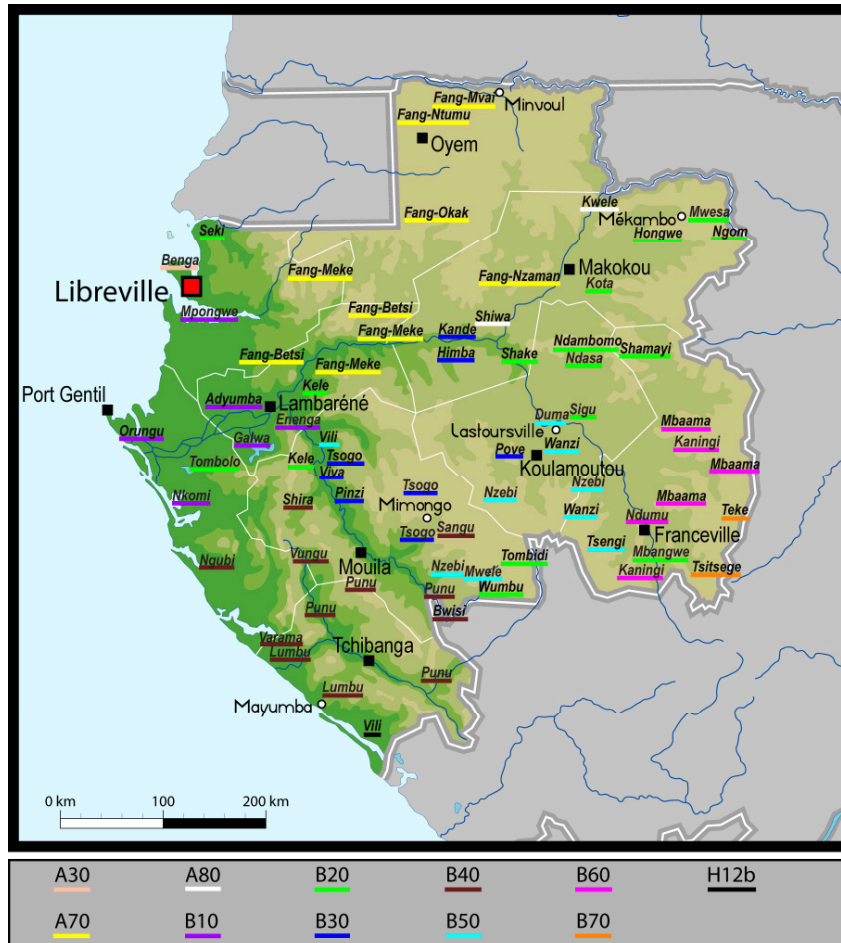 Fang-Mvai
Minvoul
Fang-Ntumu
Oyem
Kwele
Fang-Okak
Mékambo
Mwesa
Seki
Hongwe
Ngom
Benga
Fang-Meke
Fang-Nzaman
Makokou
Libreville
Kota
Mpongwe
Fang-Betsi
Shiwa
Fang-Meke
Kande
Ndambomo
Fang-Betsi
Himba
Shake
Ndasa
Shamayi
Fang-Meke
Port Gentil
Kele
Adyumba
Lambaréné
Duma
Sigu
Enenga
Mbaama
Orungu
Galwa
Vili
Lastoursville
Wanzi
Kaningi
Tombolo
Kele
Tsogo
Pove
Koulamoutou
Viva
Mbaama
Nkomi
Shira
Pinzi
Tsogo
Nzebi
Nzebi
Mbaama
Mimongo
Wanzi
Ndumu
Teke
Tsogo
Sangu
Franceville
Ngubi
Vungu
Mouila
Tsengi
Mbangwe
Tombidi
Nzebi
Mwele
Kaningi
Tsitsege
Punu
Punu
Wumbu
Punu
Bwisi
Varama
Lumbu
Tchibanga
Punu
Lumbu
Mayumba
Vili
0 km 100 200 km
A30 A80 B20 B40 B60 H12b
A70 B10 B30 B50 B70